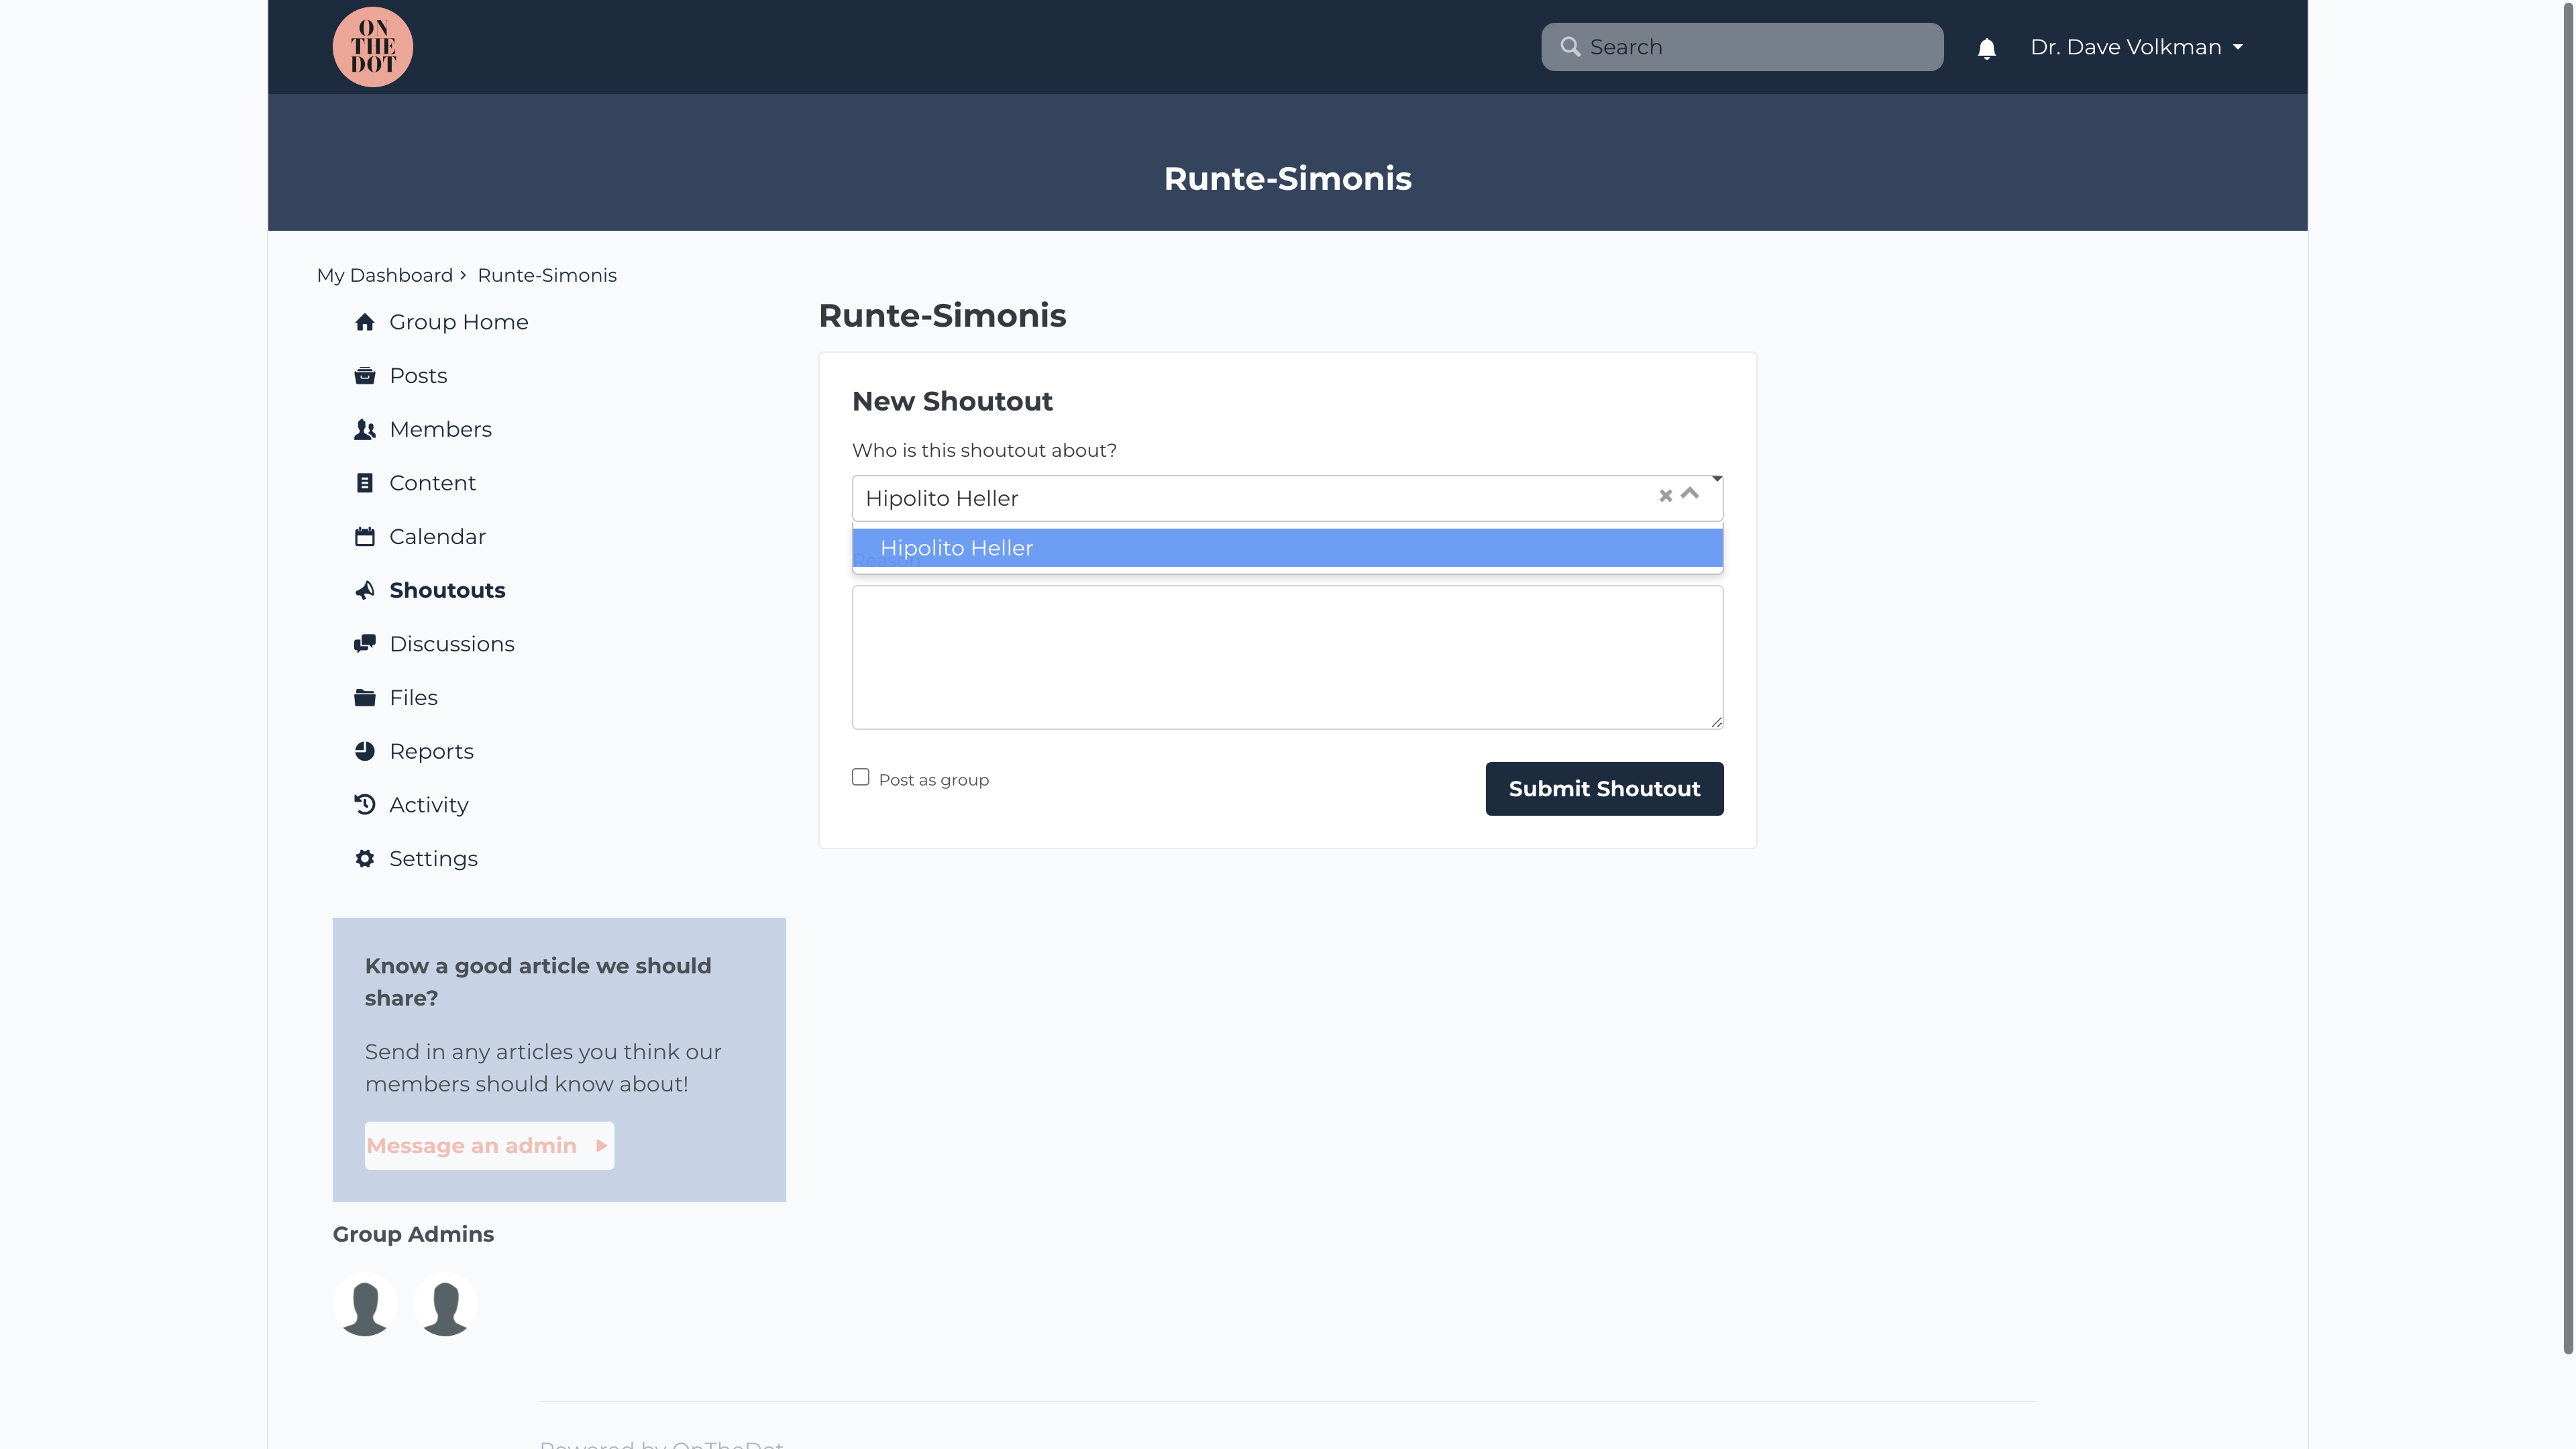 ON
THE
DOT
Search
Dr. Dave Volkman
Runte-Simonis
My Dashboard › Runte-Simonis
Group Home
Posts
Members
Content
Calendar
Shoutouts
Discussions
Files
Reports
Activity
Settings
Know a good article we should
share?
Send in any articles you think our
members should know about!
Message an admin
Group Admins
Runte-Simonis
New Shoutout
Who is this shoutout about?
Hipolito Heller
Hipolito Heller
Reason
Post as group
Submit Shoutout
Powered by OnTheDot